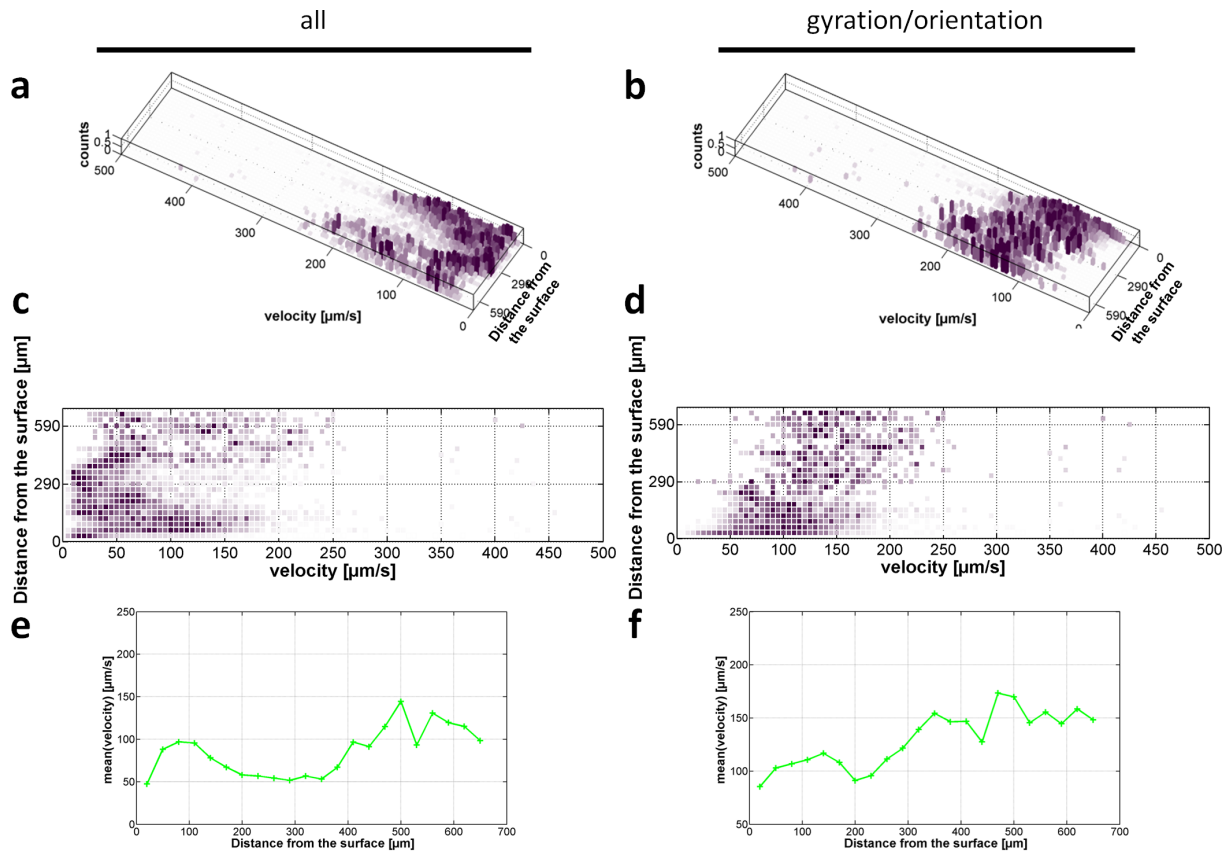 all
gyration/orientation
a
b
counts
1
0.5
0
500
400
300
200
100
0
0
290
590
velocity [µm/s]
Distance from
the surface
counts
1
0.5
0
500
400
300
200
100
0
290
590
velocity [µm/s]
Distance from
the surface
c
d
Distance from the surface [µm]
590
290
0
0 50 100 150 200 250 300 350 400 450 500
velocity [µm/s]
Distance from the surface [µm]
590
290
0
0 50 100 150 200 250 300 350 400 450 500
velocity [µm/s]
e
f
mean(velocity) [µm/s]
250
200
150
100
50
0
0 100 200 300 400 500 600 700
Distance from the surface [µm]
mean(velocity) [µm/s]
250
200
150
100
50
0 100 200 300 400 500 600 700
Distance from the surface [µm]